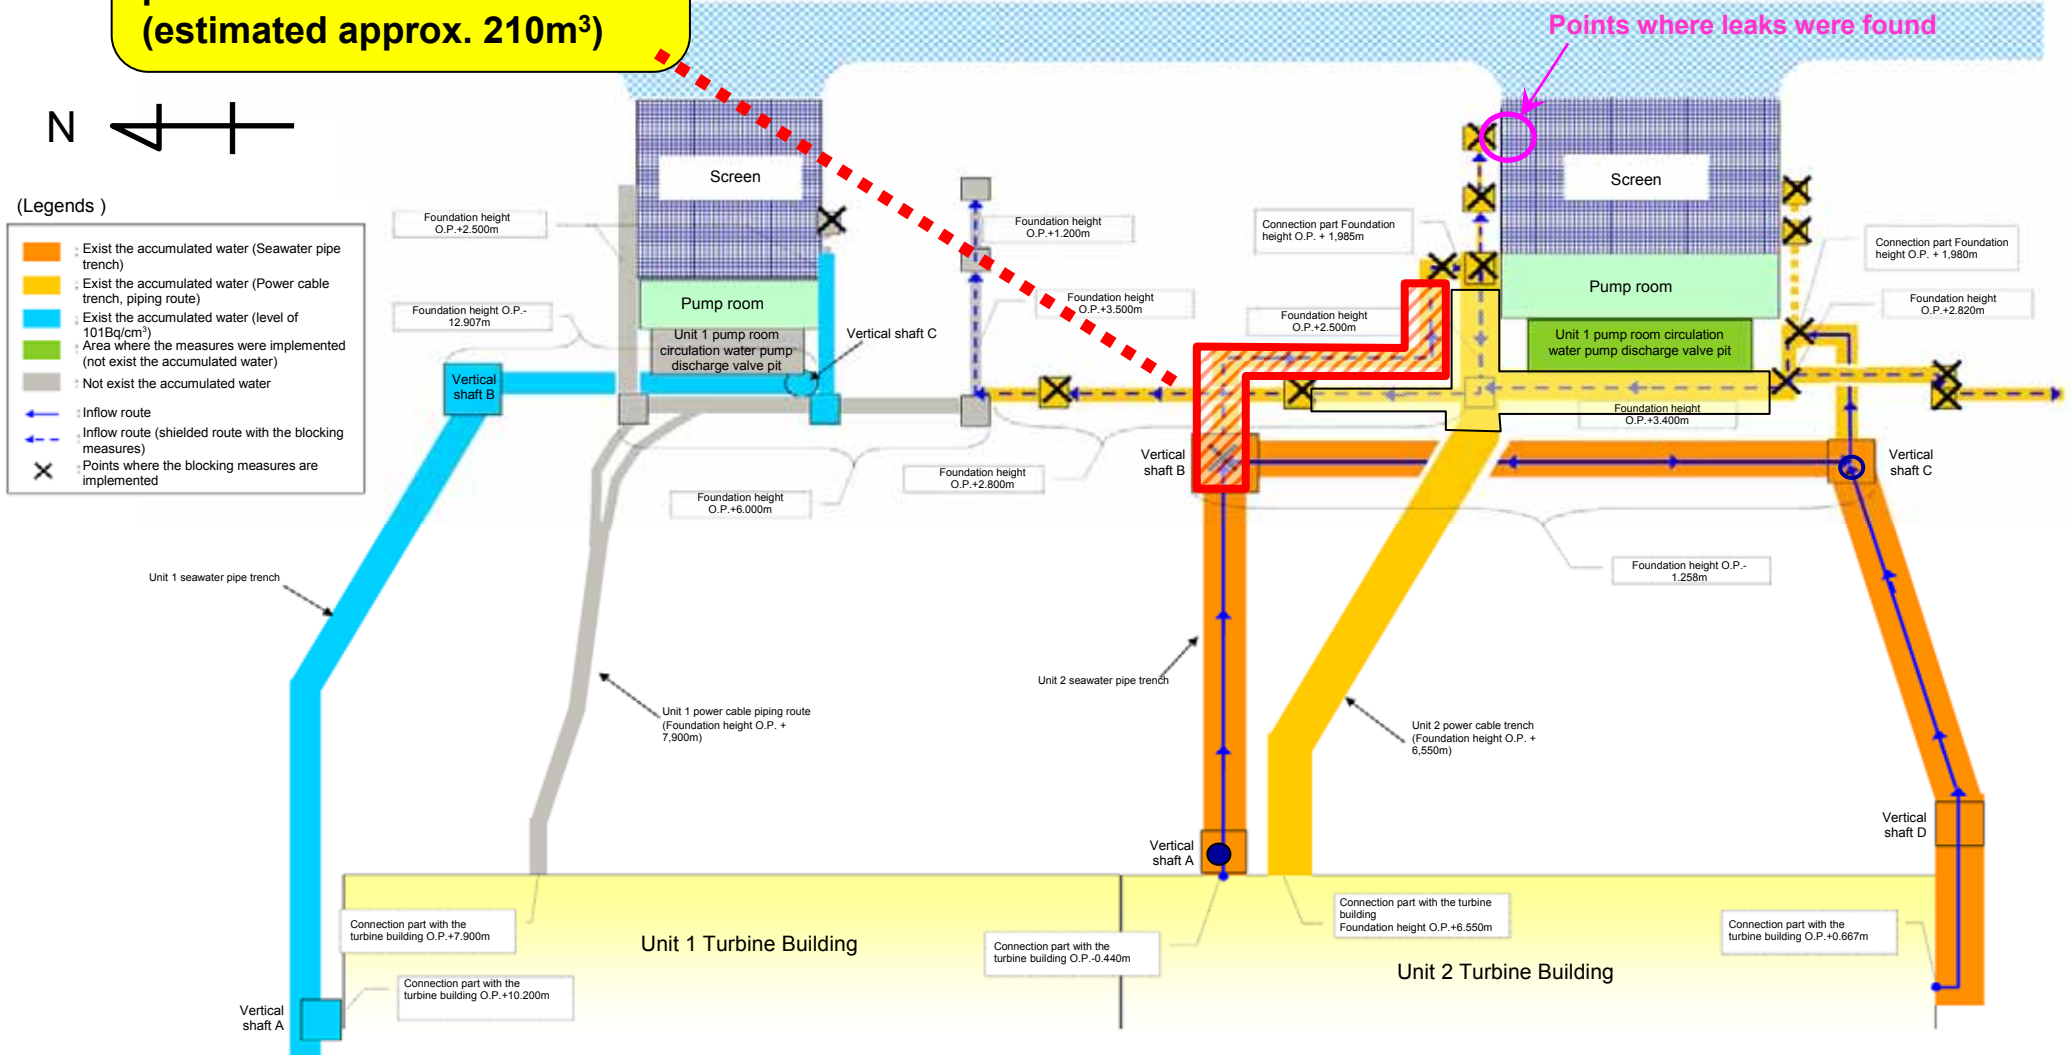 (estimated approx. 210m³)
Points where leaks were found
N
(Legends )
: Exist the accumulated water (Seawater pipe
trench)
: Exist the accumulated water (Power cable
trench, piping route)
: Exist the accumulated water (level of
101Bq/cm³)
: Area where the measures were implemented
(not exist the accumulated water)
: Not exist the accumulated water
: Inflow route
: Inflow route (shielded route with the blocking
measures)
: Points where the blocking measures are
implemented
Screen
Pump room
Unit 1 pump room
circulation water pump
discharge valve pit
Vertical shaft C
Vertical
shaft B
Foundation height
O.P.+2.500m
Foundation height O.P.-
12.907m
Foundation height
O.P.+1.200m
Foundation height
O.P.+3.500m
Foundation height
O.P.+6.000m
Foundation height
O.P.+2.800m
Connection part Foundation
height O.P. + 1,985m
Foundation height
O.P.+2.500m
Screen
Pump room
Unit 1 pump room circulation
water pump discharge valve pit
Connection part Foundation
height O.P. + 1,980m
Foundation height
O.P.+2.820m
Foundation height
O.P.+3.400m
Vertical
shaft B
Vertical
shaft C
Foundation height O.P.-
1.258m
Unit 1 seawater pipe trench
Unit 1 power cable piping route
(Foundation height O.P. +
7,900m)
Unit 2 seawater pipe trench
Unit 2 power cable trench
(Foundation height O.P. +
6,550m)
Vertical
shaft A
Vertical
shaft D
Connection part with the
turbine building O.P.+7.900m
Unit 1 Turbine Building
Connection part with the
turbine building O.P.-0.440m
Connection part with the turbine
building
Foundation height O.P.+6.550m
Unit 2 Turbine Building
Connection part with the
turbine building O.P.+0.667m
Connection part with the
turbine building O.P.+10.200m
Vertical
shaft A